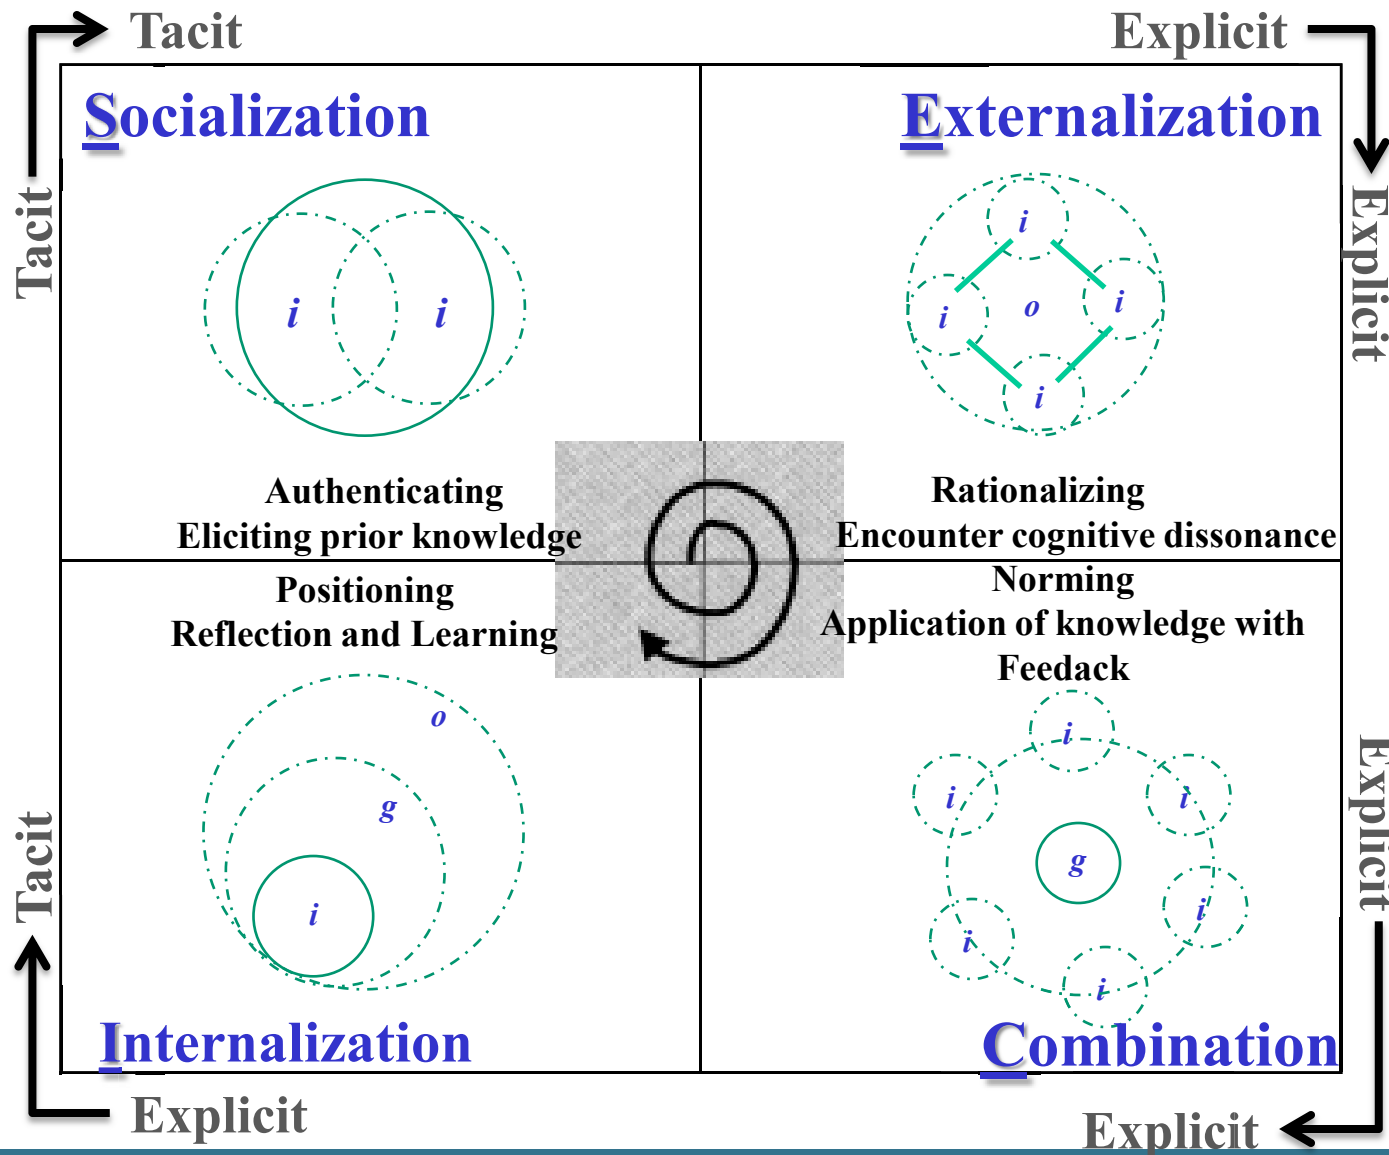 Tacit
Explicit
Tacit
Explicit
Socialization
i
i
Authenticating
Eliciting prior knowledge
Externalization
i
i
o
i
i
Rationalizing
Encounter cognitive dissonance
Positioning
Reflection and Learning
o
g
i
Internalization
Norming
Application of knowledge with
Feedack
i
i
i
g
i
i
i
Combination
Tacit
Explicit
Explicit
Explicit